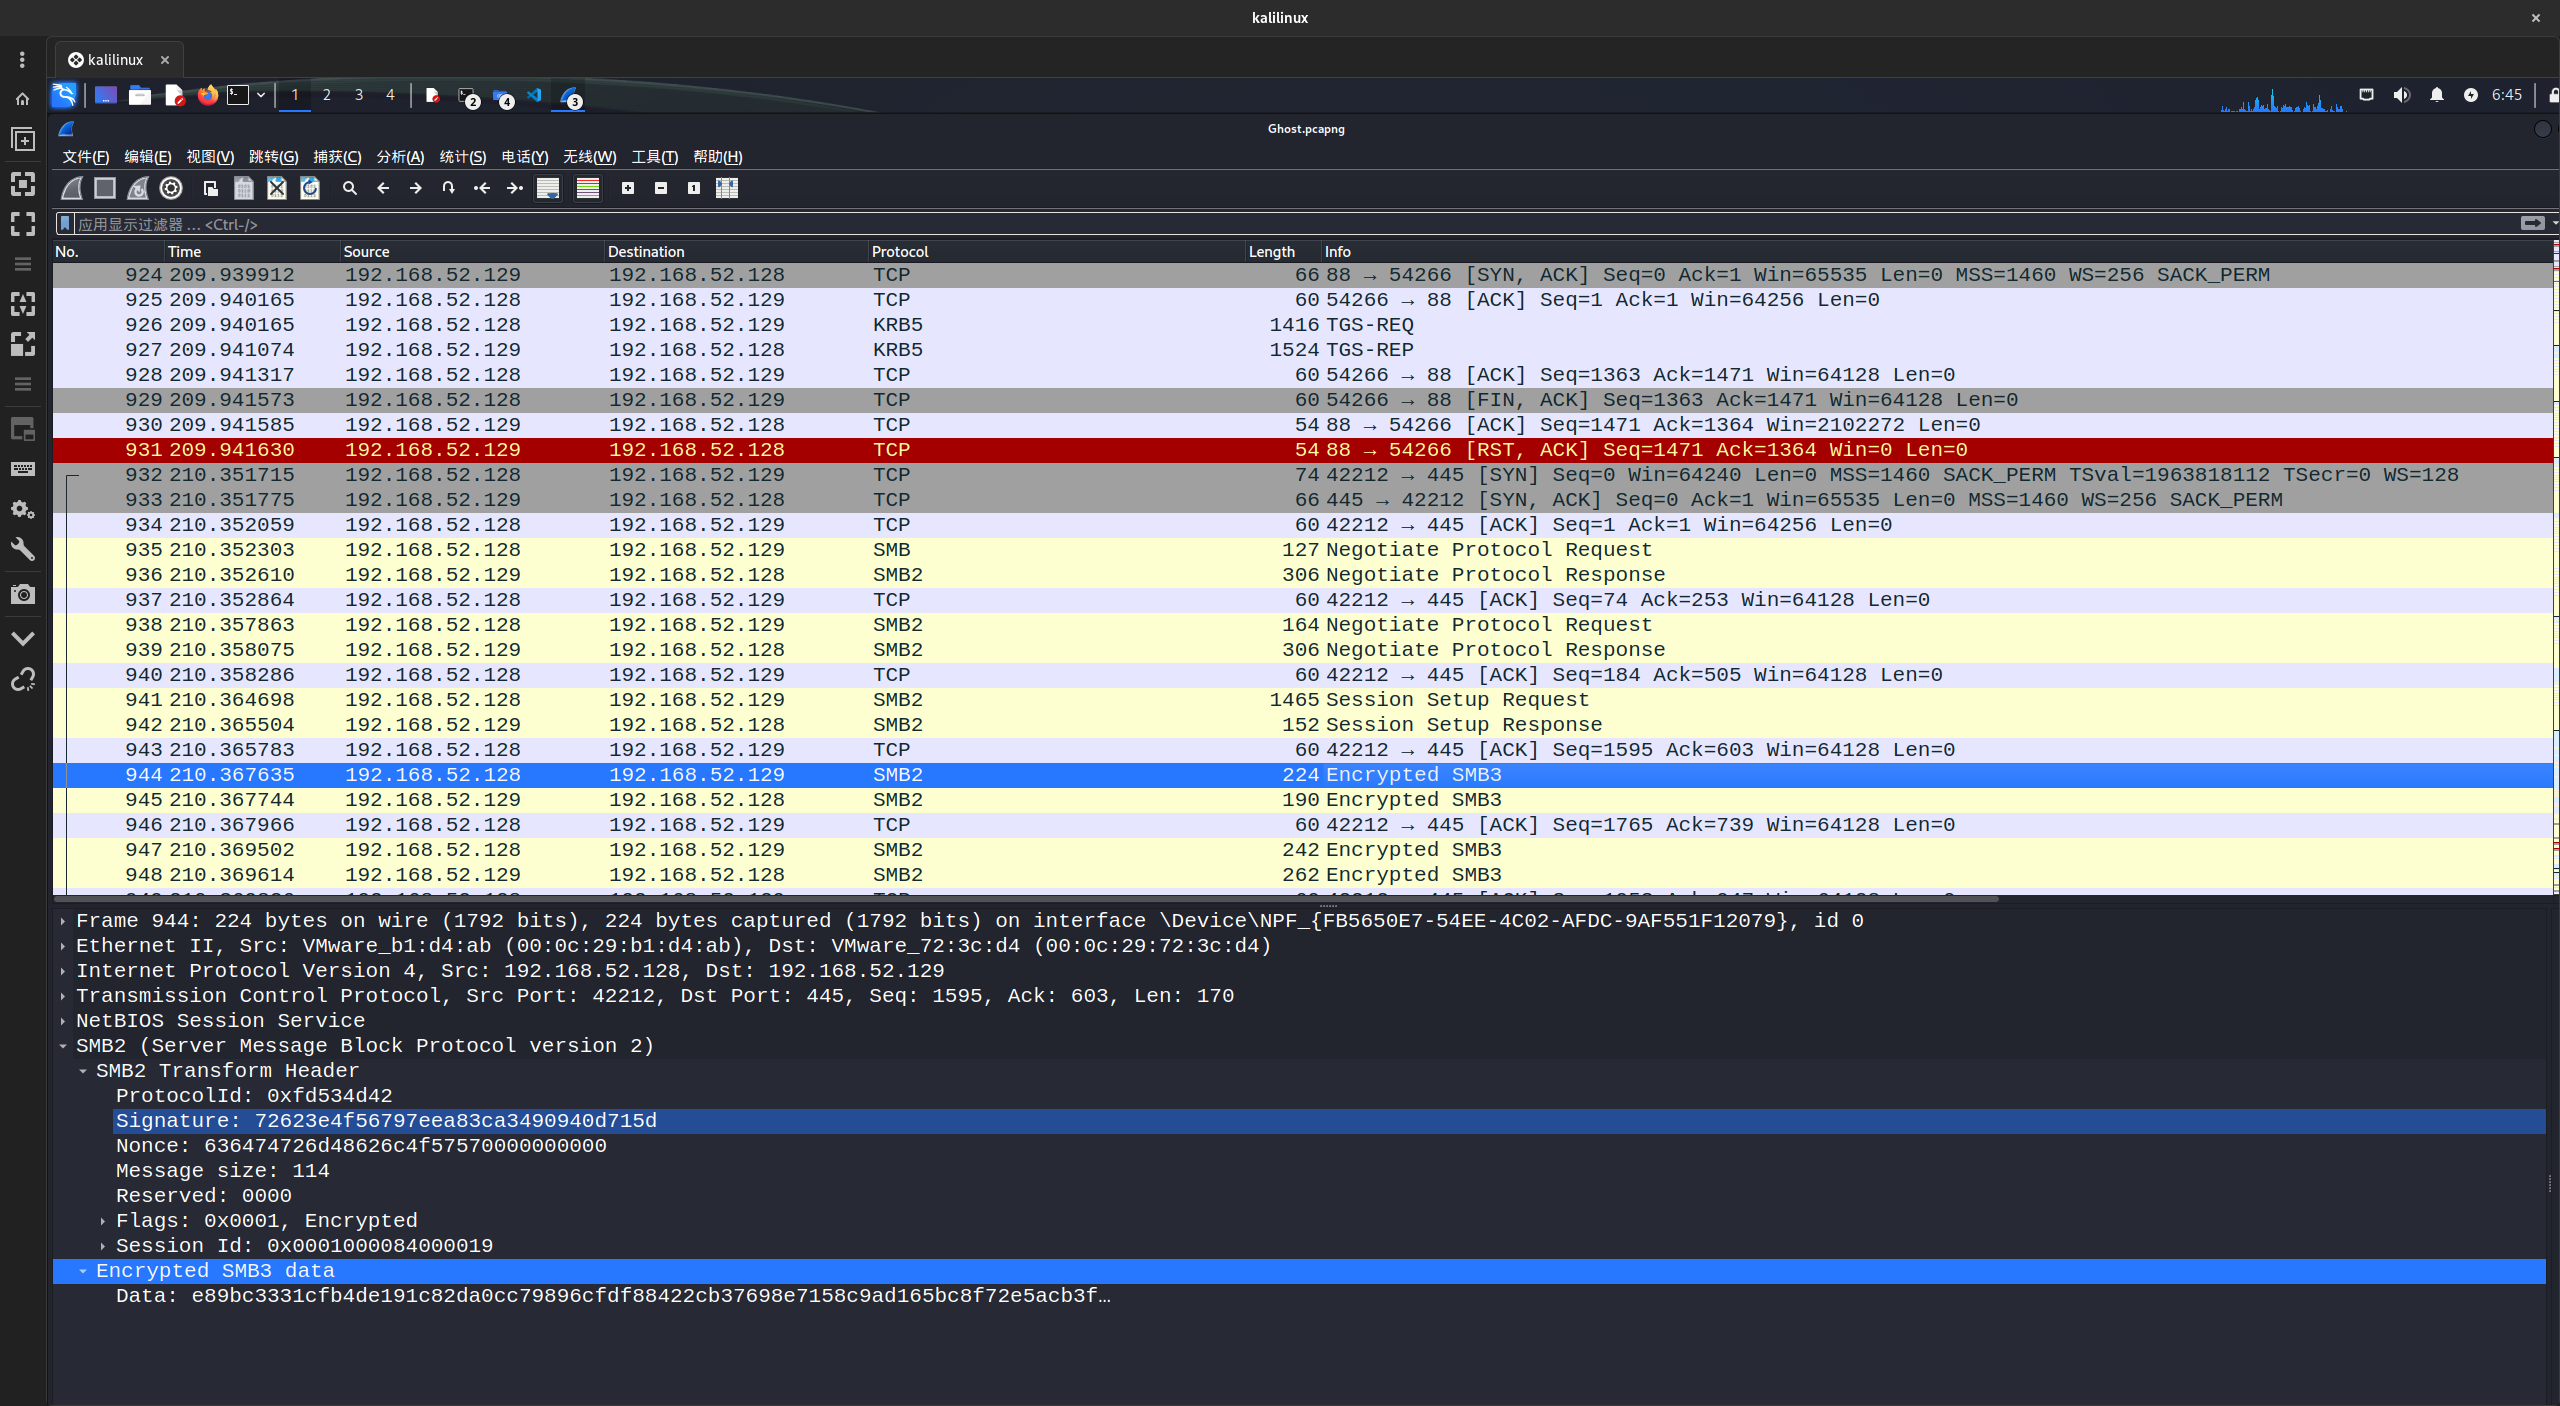 kalilinux
kalilinux
1 2 3 4 2 4 3 6:45
Ghost.pcapng
文件(F) 编辑(E) 视图(V) 跳转(G) 捕获(C) 分析(A) 统计(S) 电话(Y) 无线(W) 工具(T) 帮助(H)
应用显示过滤器 … <Ctrl-/>
No. Time Source Destination Protocol Length Info
924 209.939912 192.168.52.129 192.168.52.128 TCP 66 88 → 54266 [SYN, ACK] Seq=0 Ack=1 Win=65535 Len=0 MSS=1460 WS=256 SACK_PERM
925 209.940165 192.168.52.128 192.168.52.129 TCP 60 54266 → 88 [ACK] Seq=1 Ack=1 Win=64256 Len=0
926 209.940165 192.168.52.128 192.168.52.129 KRB5 1416 TGS-REQ
927 209.941074 192.168.52.129 192.168.52.128 KRB5 1524 TGS-REP
928 209.941317 192.168.52.128 192.168.52.129 TCP 60 54266 → 88 [ACK] Seq=1363 Ack=1471 Win=64128 Len=0
929 209.941573 192.168.52.128 192.168.52.129 TCP 60 54266 → 88 [FIN, ACK] Seq=1363 Ack=1471 Win=64128 Len=0
930 209.941585 192.168.52.129 192.168.52.128 TCP 54 88 → 54266 [ACK] Seq=1471 Ack=1364 Win=2102272 Len=0
931 209.941630 192.168.52.129 192.168.52.128 TCP 54 88 → 54266 [RST, ACK] Seq=1471 Ack=1364 Win=0 Len=0
932 210.351715 192.168.52.128 192.168.52.129 TCP 74 42212 → 445 [SYN] Seq=0 Win=64240 Len=0 MSS=1460 SACK_PERM TSval=1963818112 TSecr=0 WS=128
933 210.351775 192.168.52.129 192.168.52.128 TCP 66 445 → 42212 [SYN, ACK] Seq=0 Ack=1 Win=65535 Len=0 MSS=1460 WS=256 SACK_PERM
934 210.352059 192.168.52.128 192.168.52.129 TCP 60 42212 → 445 [ACK] Seq=1 Ack=1 Win=64256 Len=0
935 210.352303 192.168.52.128 192.168.52.129 SMB 127 Negotiate Protocol Request
936 210.352610 192.168.52.129 192.168.52.128 SMB2 306 Negotiate Protocol Response
937 210.352864 192.168.52.128 192.168.52.129 TCP 60 42212 → 445 [ACK] Seq=74 Ack=253 Win=64128 Len=0
938 210.357863 192.168.52.128 192.168.52.129 SMB2 164 Negotiate Protocol Request
939 210.358075 192.168.52.129 192.168.52.128 SMB2 306 Negotiate Protocol Response
940 210.358286 192.168.52.128 192.168.52.129 TCP 60 42212 → 445 [ACK] Seq=184 Ack=505 Win=64128 Len=0
941 210.364698 192.168.52.128 192.168.52.129 SMB2 1465 Session Setup Request
942 210.365504 192.168.52.129 192.168.52.128 SMB2 152 Session Setup Response
943 210.365783 192.168.52.128 192.168.52.129 TCP 60 42212 → 445 [ACK] Seq=1595 Ack=603 Win=64128 Len=0
944 210.367635 192.168.52.128 192.168.52.129 SMB2 224 Encrypted SMB3
945 210.367744 192.168.52.129 192.168.52.128 SMB2 190 Encrypted SMB3
946 210.367966 192.168.52.128 192.168.52.129 TCP 60 42212 → 445 [ACK] Seq=1765 Ack=739 Win=64128 Len=0
947 210.369502 192.168.52.128 192.168.52.129 SMB2 242 Encrypted SMB3
948 210.369614 192.168.52.129 192.168.52.128 SMB2 262 Encrypted SMB3
Frame 944: 224 bytes on wire (1792 bits), 224 bytes captured (1792 bits) on interface \Device\NPF_{FB5650E7-54EE-4C02-AFDC-9AF551F12079}, id 0
Ethernet II, Src: VMware_b1:d4:ab (00:0c:29:b1:d4:ab), Dst: VMware_72:3c:d4 (00:0c:29:72:3c:d4)
Internet Protocol Version 4, Src: 192.168.52.128, Dst: 192.168.52.129
Transmission Control Protocol, Src Port: 42212, Dst Port: 445, Seq: 1595, Ack: 603, Len: 170
NetBIOS Session Service
SMB2 (Server Message Block Protocol version 2)
SMB2 Transform Header
ProtocolId: 0xfd534d42
Signature: 72623e4f56797eea83ca3490940d715d
Nonce: 636474726d48626c4f57570000000000
Message size: 114
Reserved: 0000
Flags: 0x0001, Encrypted
Session Id: 0x0001000084000019
Encrypted SMB3 data
Data: e89bc3331cfb4de191c82da0cc79896cfdf88422cb37698e7158c9ad165bc8f72e5acb3f…